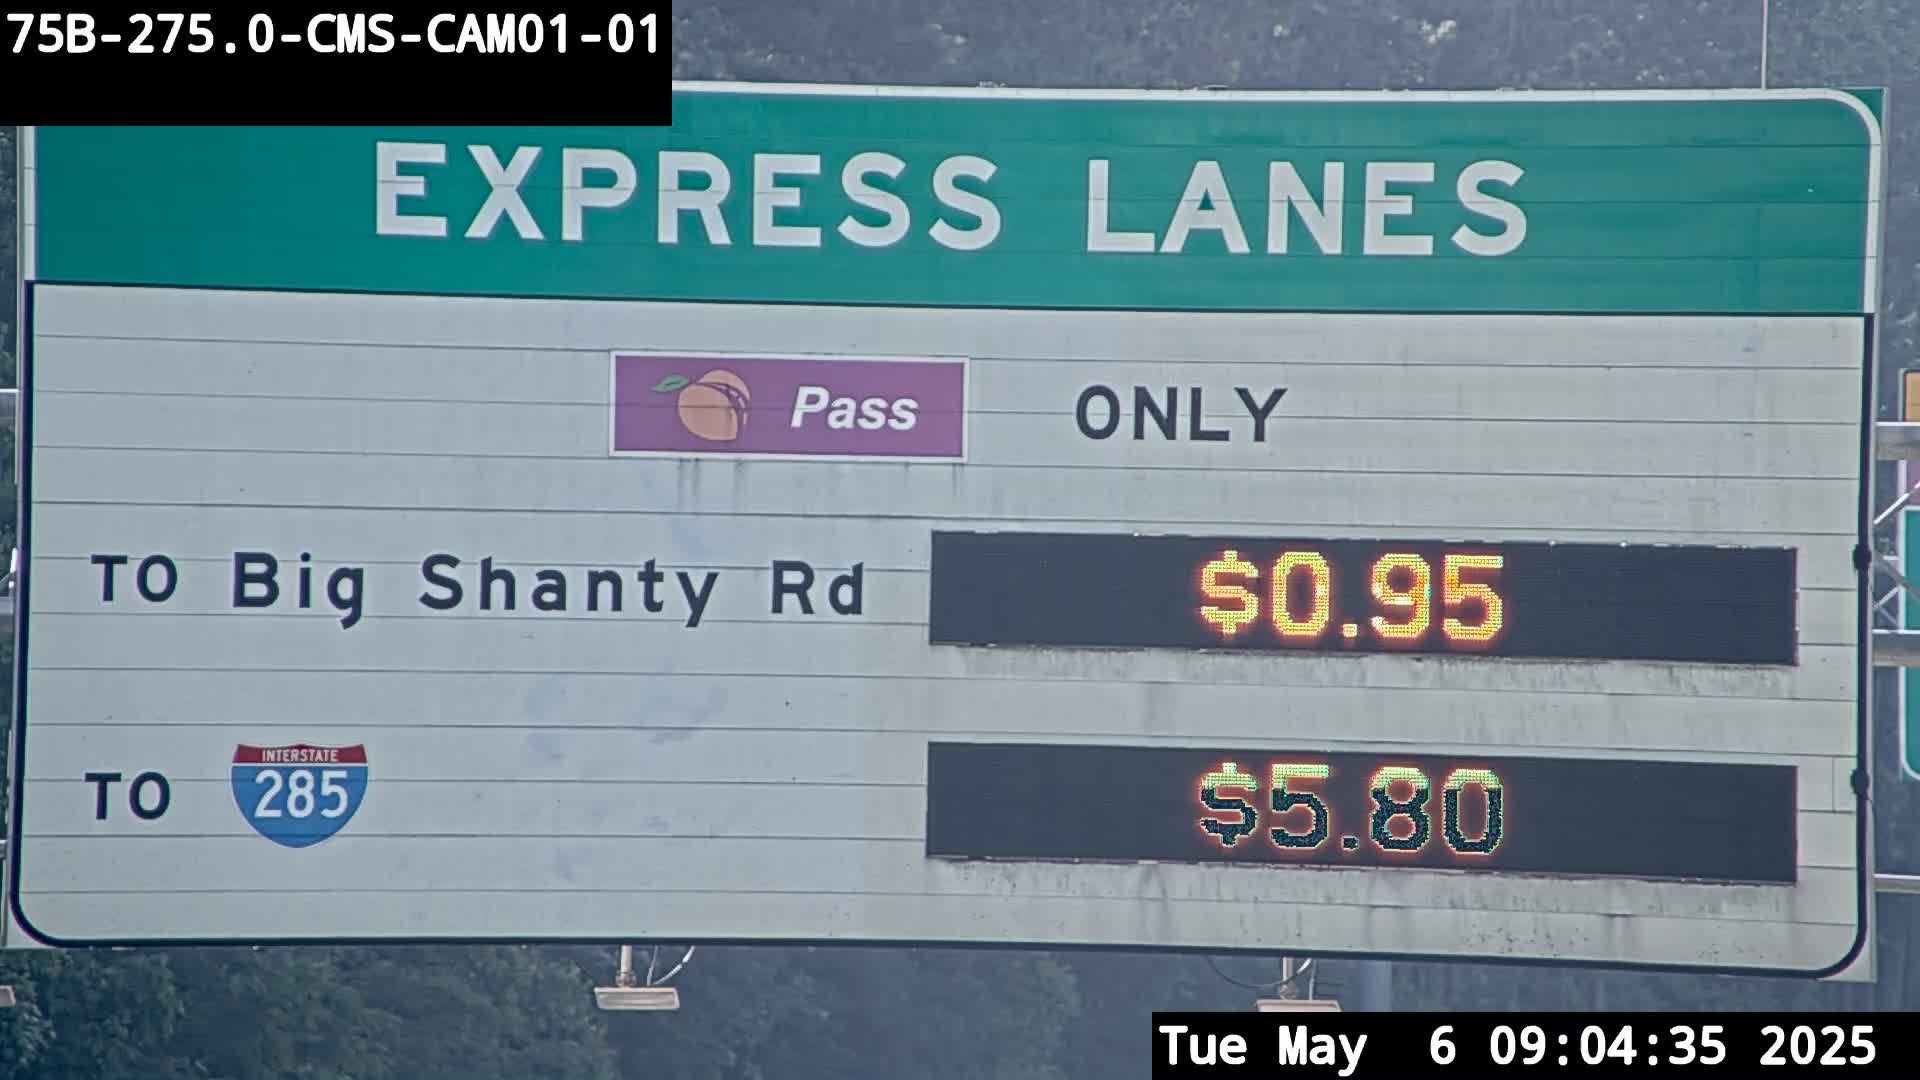 75B-275.0-CMS-CAM01-01
EXPRESS LANES
Pass ONLY
TO Big Shanty Rd $0.95
INTERSTATE
TO 285 $5.80
Tue May 6 09:04:35 2025